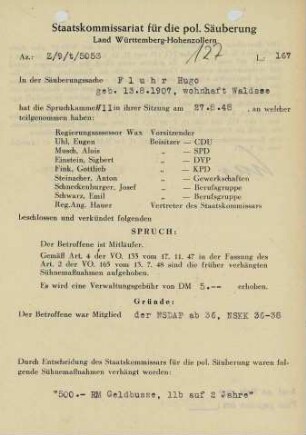 Staatskommissariat für die pol. Säuberung
Land Württemberg-Hohenzollern
Az.: Z/9/t/5053 127 L 167
In der Säuberungssache F l u h r Hugo
geb. 13.8.1907, wohnhaft Waldsee
hat die Spruchkammer VII in ihrer Sitzung am 27.8.48, an welcher
teilgenommen haben:
Regierungsassessor Wax Vorsitzender
Uhl, Eugen Beisitzer — CDU
Musch, Alois „ — SPD
Einstein, Sigbert „ — DVP
Fink, Gottlieb „ — KPD
Steinacher, Anton „ — Gewerkschaften
Schneckenburger, Josef „ — Berufsgruppe
Schwarz, Emil „ — Berufsgruppe
Reg.Ang. Hauer Vertreter des Staatskommissars
beschlossen und verkündet folgenden
SPRUCH:
Der Betroffene ist Mitläufer.
Gemäß Art. 4 der VO. 133 vom 17. 11. 47 in der Fassung des
Art. 2 der VO. 165 vom 13. 7. 48 sind die früher verhängten
Sühnemaßnahmen aufgehoben.
Es wird eine Verwaltungsgebühr von DM 5.-- erhoben.
Gründe:
Der Betroffene war Mitglied der NSDAP ab 36, NSKK 36-38
Durch Entscheidung des Staatskommissars für die pol. Säuberung waren
folgende Sühnemaßnahmen verhängt worden:
"500.- RM Geldbusse, 11b auf 2 Jahre"